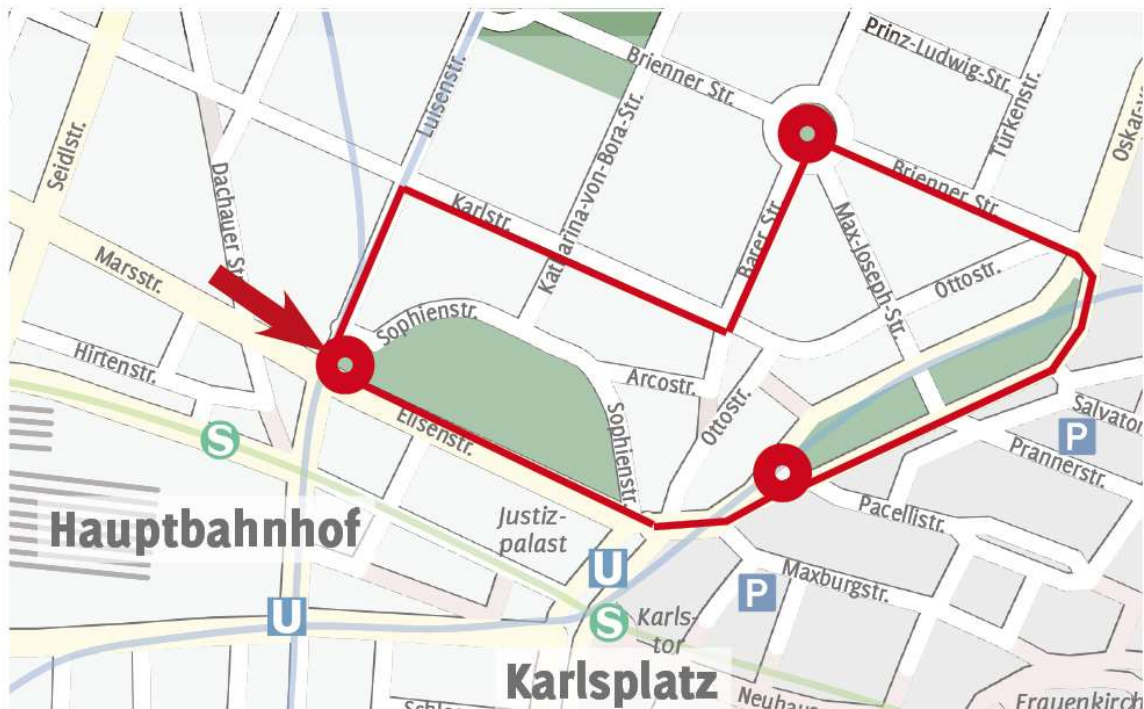 Prinz-Ludwig-Str.
Brienner Str.
Luisenstr.
Türkenstr.
Seidlstr.
Katharina-von-Bora-Str.
Dachauer Str.
Karlstr.
Brienner Str.
Barer Str.
Max-Joseph-Str.
Marsstr.
Ottostr.
Sophienstr.
Hirtenstr.
Arcostr.
Elisenstr.
Sophienstr.
Ottostr.
S
P
Salvator
Prannerstr.
Pacellistr.
Hauptbahnhof
Justiz-
palast
U
P
Maxburgstr.
U
S
Karls-
tor
Karlsplatz
Neuhaus
Frauenkirch